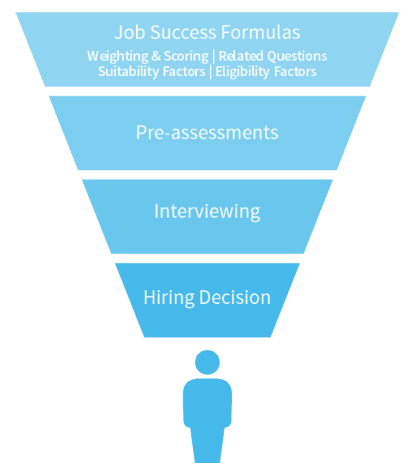 Job Success Formulas
Weighting & Scoring | Related Questions
Suitability Factors | Eligibility Factors
Pre-assessments
Interviewing
Hiring Decision